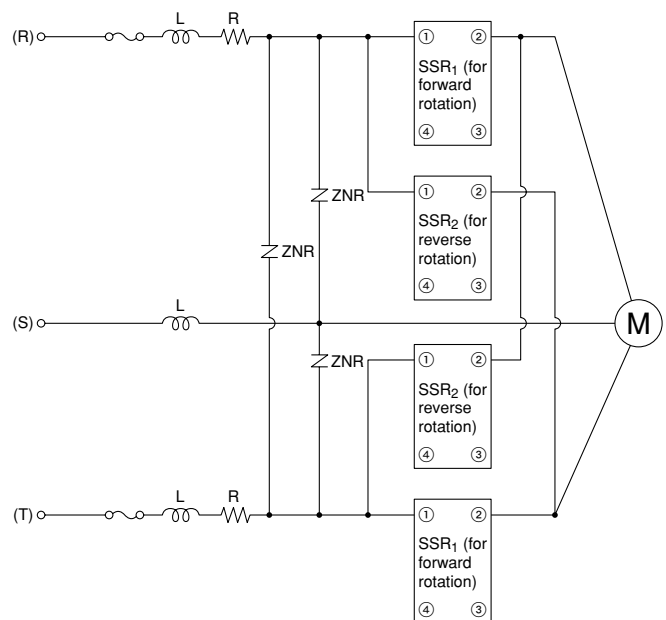 L R
(R)
① ②
SSR₁ (for
forward
rotation)
④ ③
ZNR
① ②
SSR₂ (for
reverse
rotation)
④ ③
ZNR
L
(S)
M
ZNR
① ②
SSR₂ (for
reverse
rotation)
④ ③
L R
(T)
① ②
SSR₁ (for
forward
rotation)
④ ③